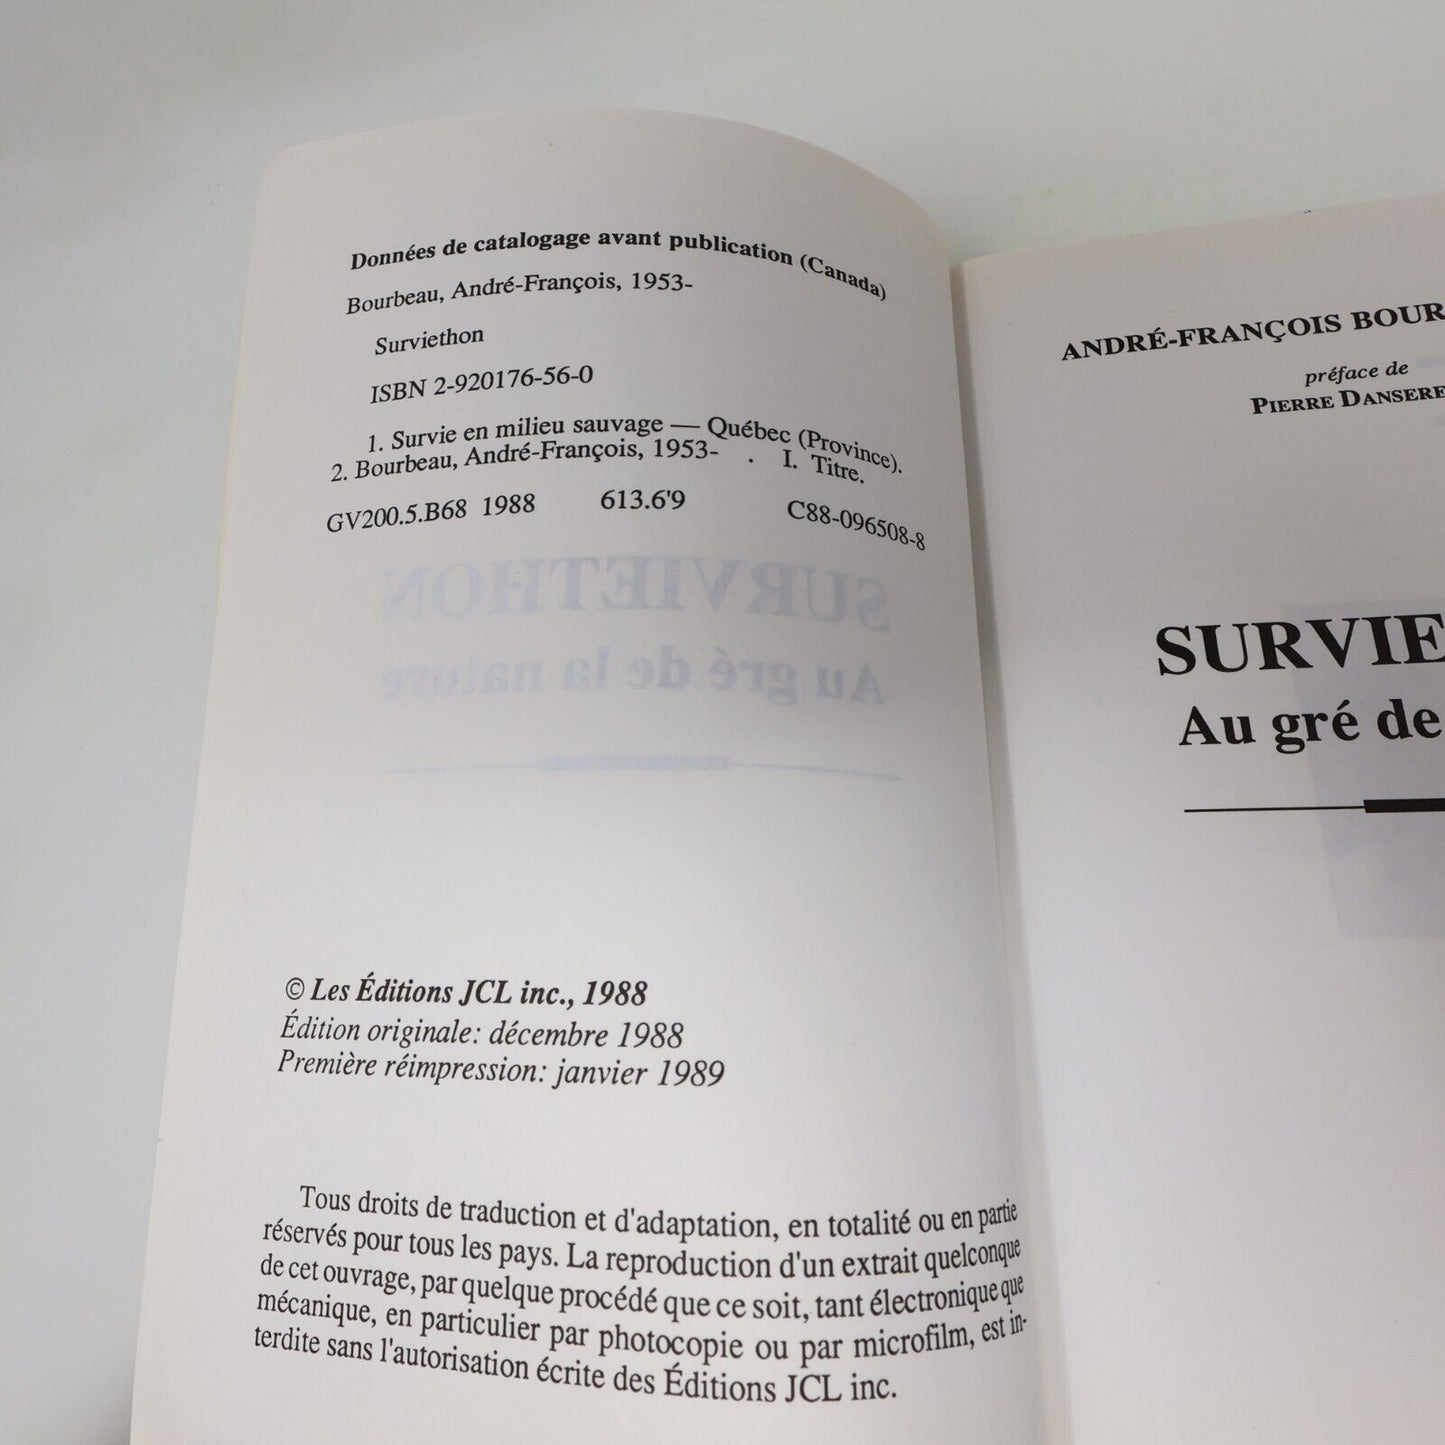 Données de catalogage avant publication (Canada)
Bourbeau, André-François, 1953-
Surviethon
ISBN 2-920176-56-0
1. Survie en milieu sauvage — Québec (Province).
2. Bourbeau, André-François, 1953- . I. Titre.
GV200.5.B68 1988 613.6'9 C88-096508-8
SURVIETHON
Au gré de la nature
© Les Éditions JCL inc., 1988
Édition originale: décembre 1988
Première réimpression: janvier 1989
Tous droits de traduction et d'adaptation, en totalité ou en partie
réservés pour tous les pays. La reproduction d'un extrait quelconque
de cet ouvrage, par quelque procédé que ce soit, tant électronique que
mécanique, en particulier par photocopie ou par microfilm, est in-
terdite sans l'autorisation écrite des Éditions JCL inc.
ANDRÉ-FRANÇOIS BOUR
préface de
PIERRE DANSERE
SURVIE
Au gré de